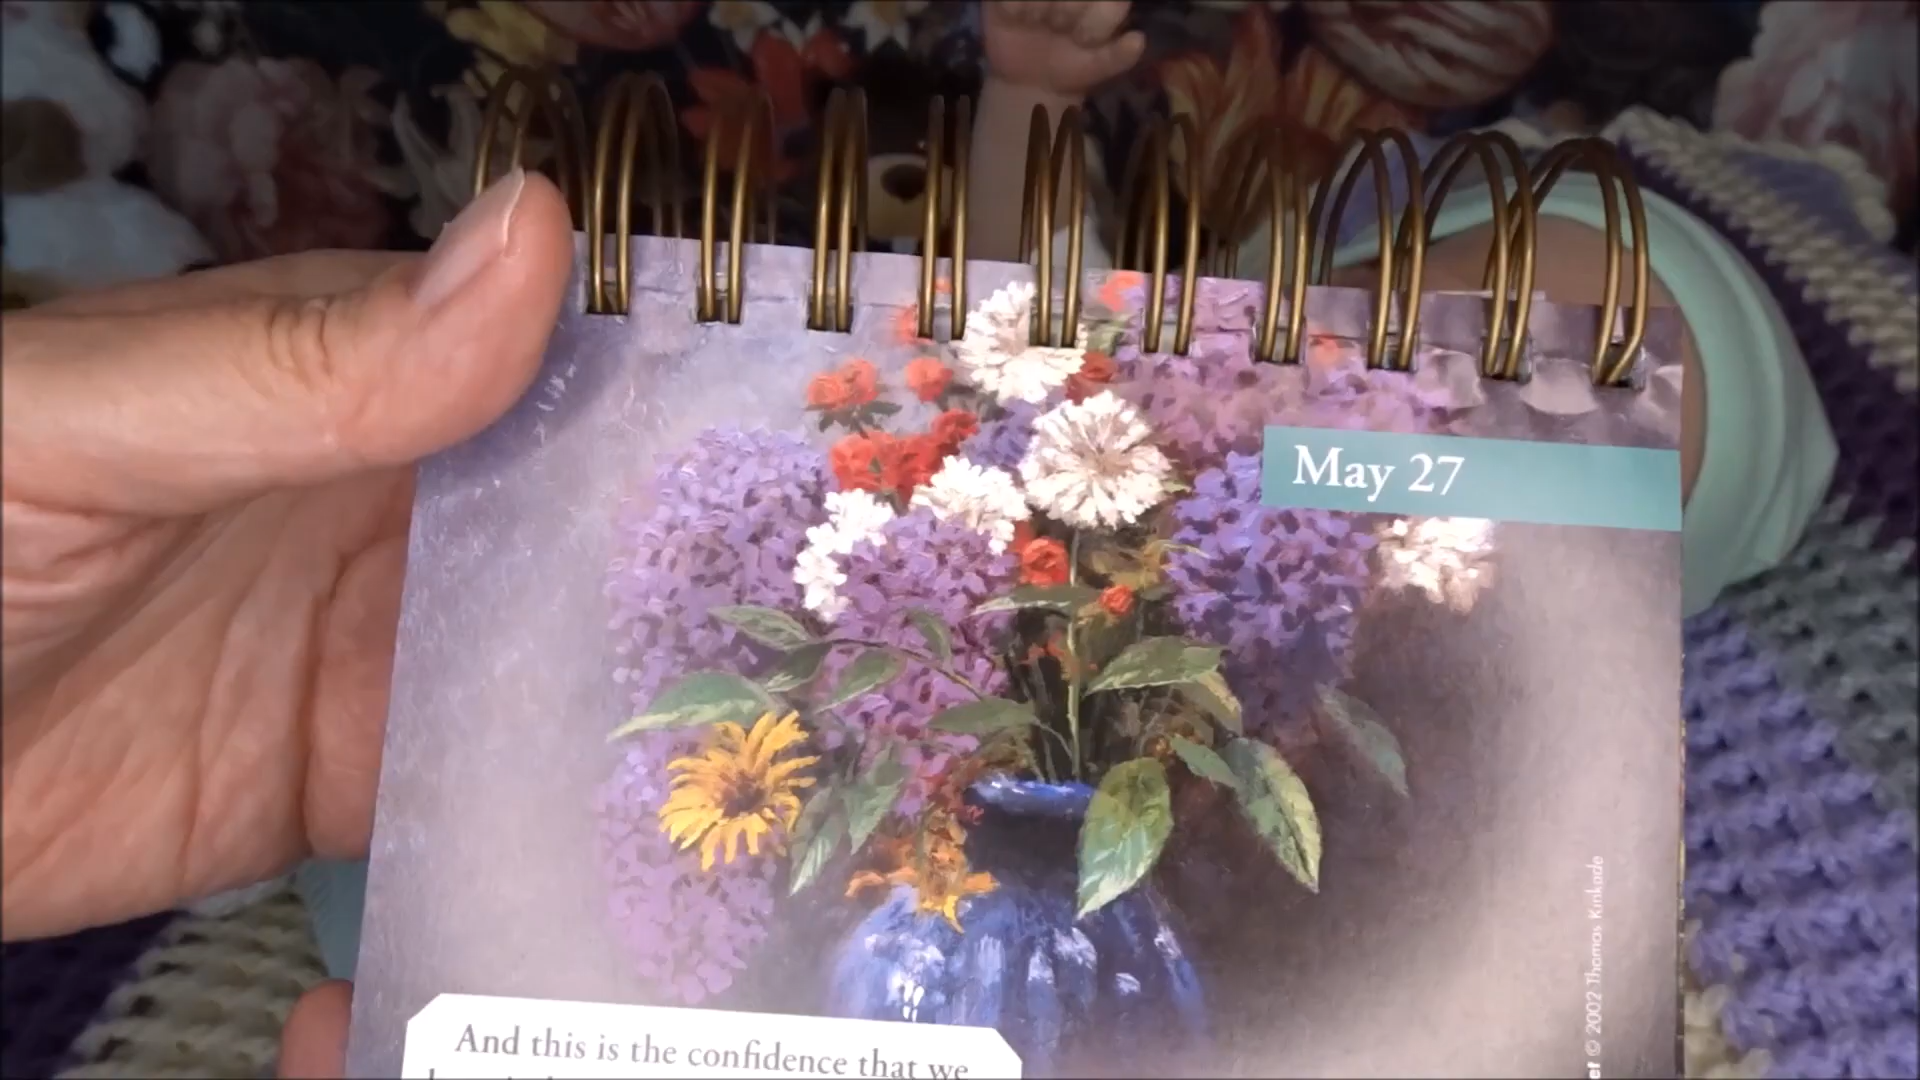 May 27
© 2002 Thomas Kinkade
And this is the confidence that we